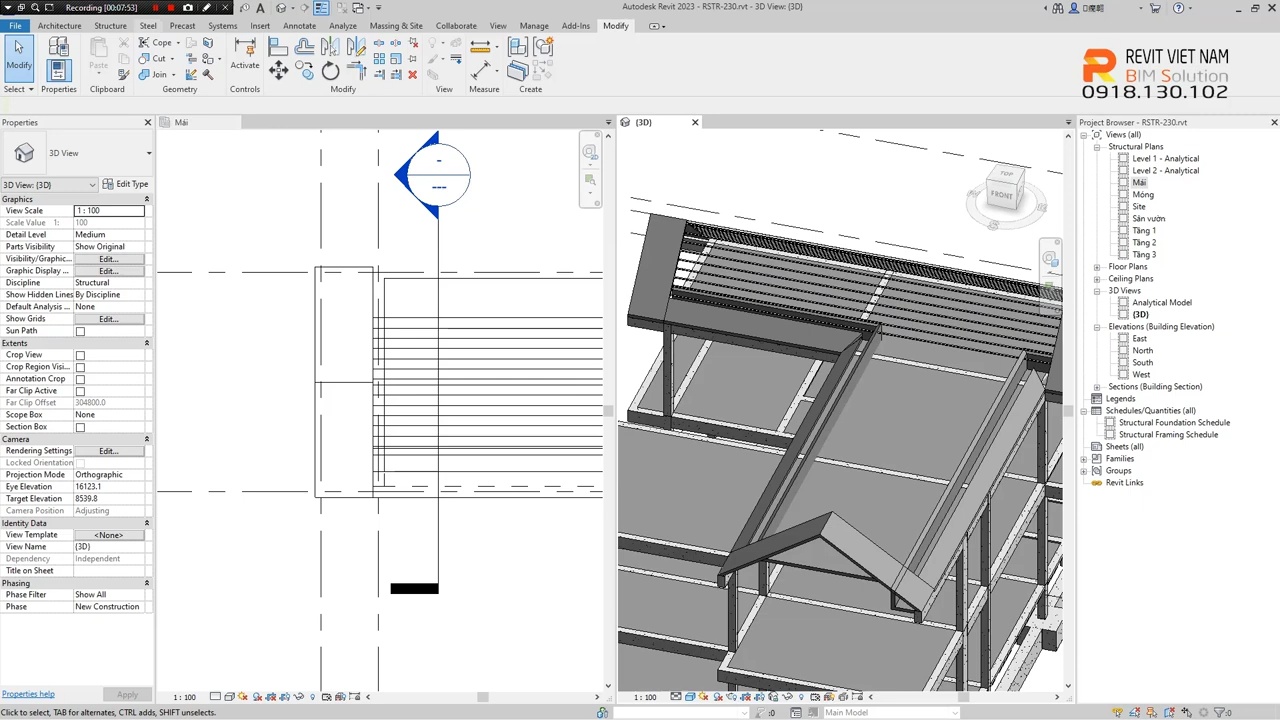 Recording [00:07:53]
Autodesk Revit 2023 - RSTR-230.rvt - 3D View: {3D}
File Architecture Structure Steel Precast Systems Insert Annotate Analyze Massing & Site Collaborate View Manage Add-Ins Modify
Modify
Properties
Paste
Cope
Cut
Join
Activate
Select Properties Clipboard Geometry Controls Modify View Measure Create
REVIT VIET NAM
BIM Solution
0918.130.102
Properties
Mái
{3D}
Project Browser - RSTR-230.rvt
3D View
3D View: {3D}
Edit Type
Graphics
View Scale 1 : 100
Scale Value 1: 100
Detail Level Medium
Parts Visibility Show Original
Visibility/Graphic... Edit...
Graphic Display ... Edit...
Discipline Structural
Show Hidden Lines By Discipline
Default Analysis ... None
Show Grids Edit...
Sun Path
Extents
Crop View
Crop Region Visi...
Annotation Crop
Far Clip Active
Far Clip Offset 304800.0
Scope Box None
Section Box
Camera
Rendering Settings Edit...
Locked Orientation
Projection Mode Orthographic
Eye Elevation 16123.1
Target Elevation 8539.8
Camera Position Adjusting
Identity Data
View Template <None>
View Name {3D}
Dependency Independent
Title on Sheet
Phasing
Phase Filter Show All
Phase New Construction
Properties help
Apply
-
---
TOP
FRONT
Views (all)
Structural Plans
Level 1 - Analytical
Level 2 - Analytical
Mái
Móng
Site
Sân vườn
Tầng 1
Tầng 2
Tầng 3
Floor Plans
Ceiling Plans
3D Views
Analytical Model
{3D}
Elevations (Building Elevation)
East
North
South
West
Sections (Building Section)
Legends
Schedules/Quantities (all)
Structural Foundation Schedule
Structural Framing Schedule
Sheets (all)
Families
Groups
Revit Links
1 : 100
1 : 100
Click to select, TAB for alternates, CTRL adds, SHIFT unselects.
:0
Main Model
:0